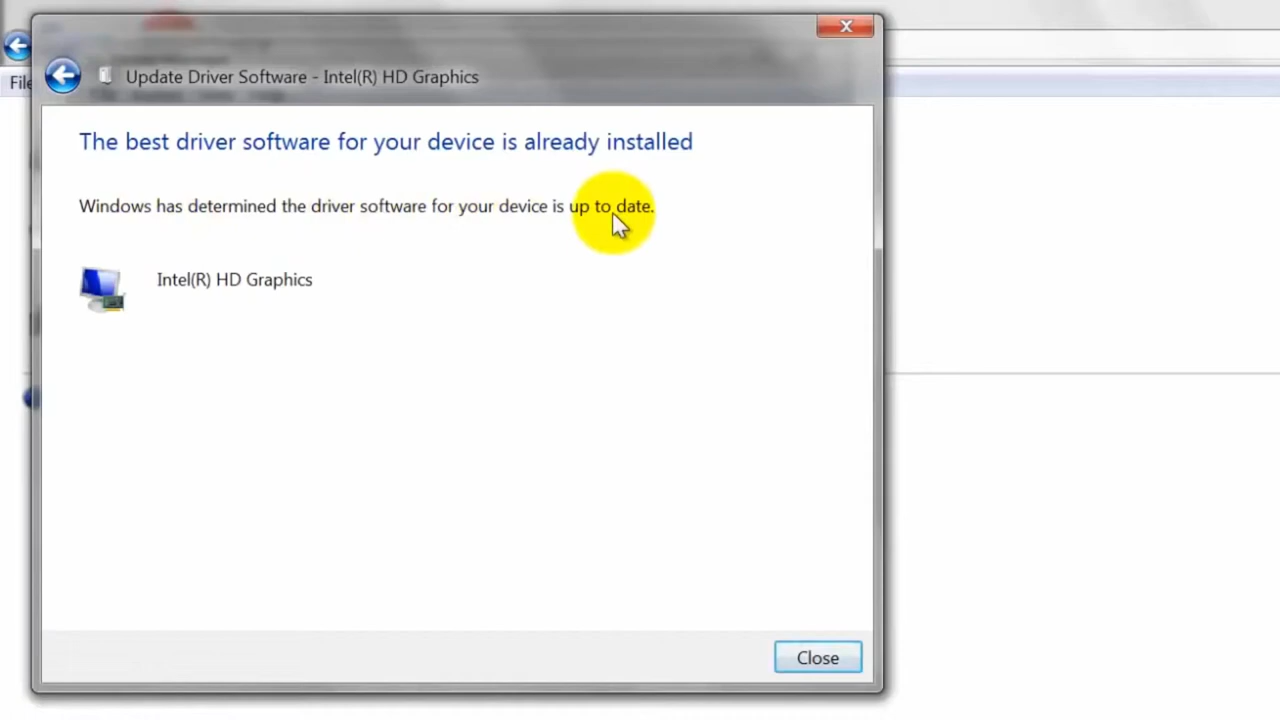 File
Update Driver Software - Intel(R) HD Graphics
The best driver software for your device is already installed
Windows has determined the driver software for your device is up to date.
Intel(R) HD Graphics
Close